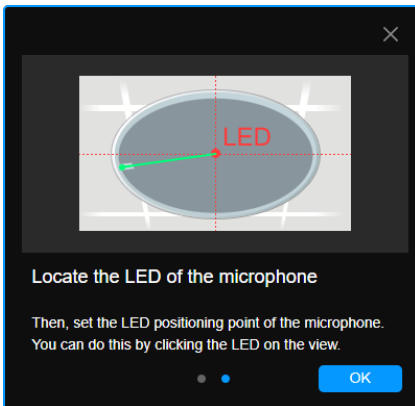 LED
Locate the LED of the microphone
Then, set the LED positioning point of the microphone.
You can do this by clicking the LED on the view.
OK